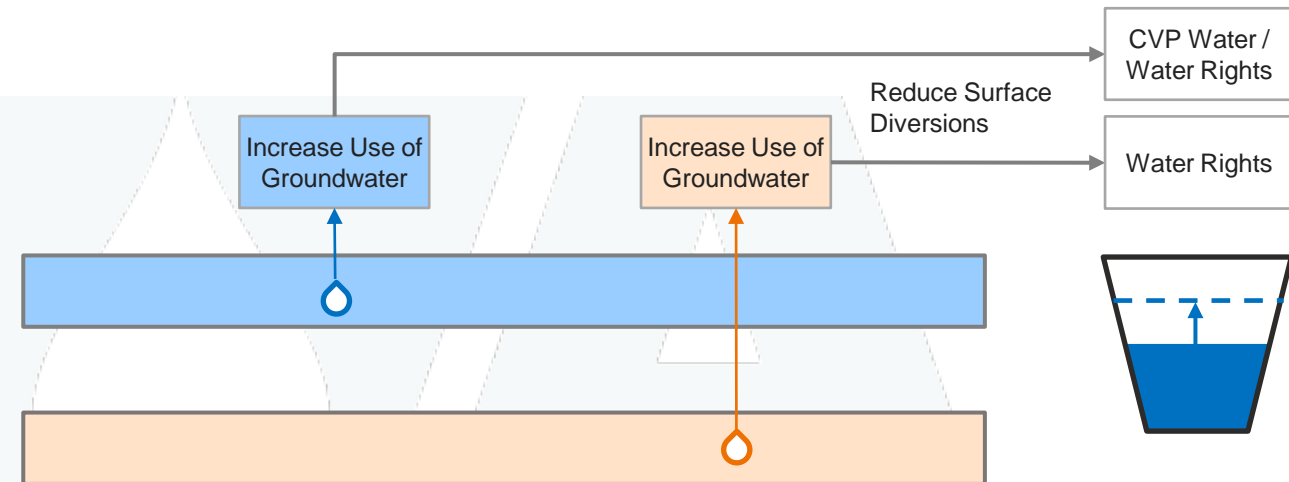 CVP Water /
Water Rights
Reduce Surface
Diversions
Increase Use of
Groundwater
Increase Use of
Groundwater
Water Rights